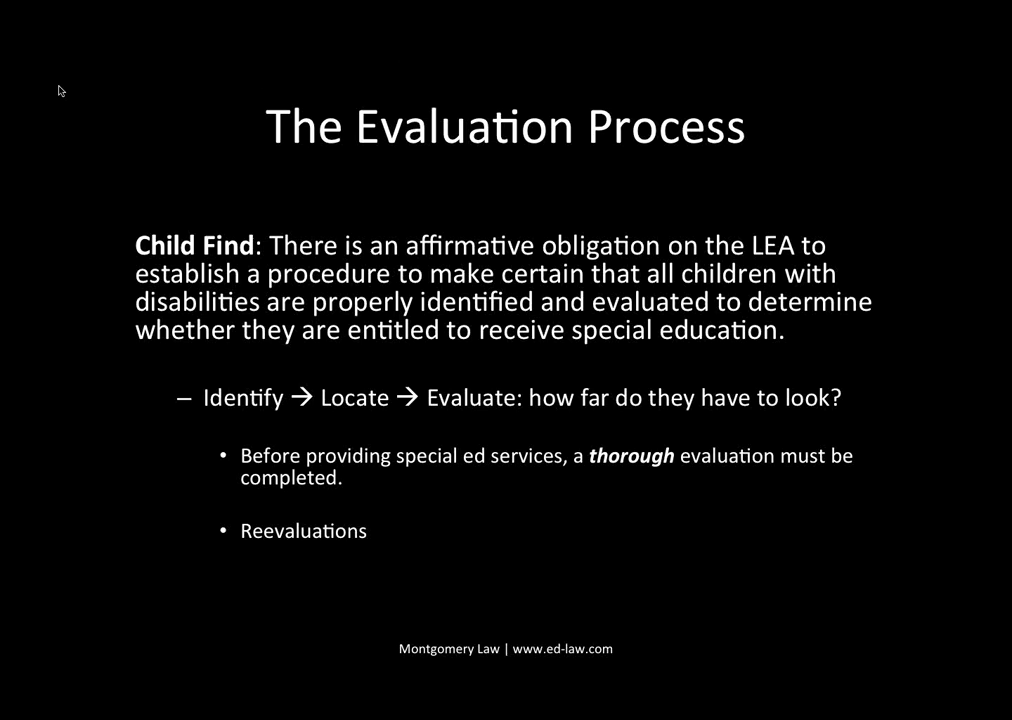 The Evaluation Process
Child Find: There is an affirmative obligation on the LEA to
establish a procedure to make certain that all children with
disabilities are properly identified and evaluated to determine
whether they are entitled to receive special education.
– Identify → Locate → Evaluate: how far do they have to look?
• Before providing special ed services, a thorough evaluation must be
completed.
• Reevaluations
Montgomery Law | www.ed-law.com